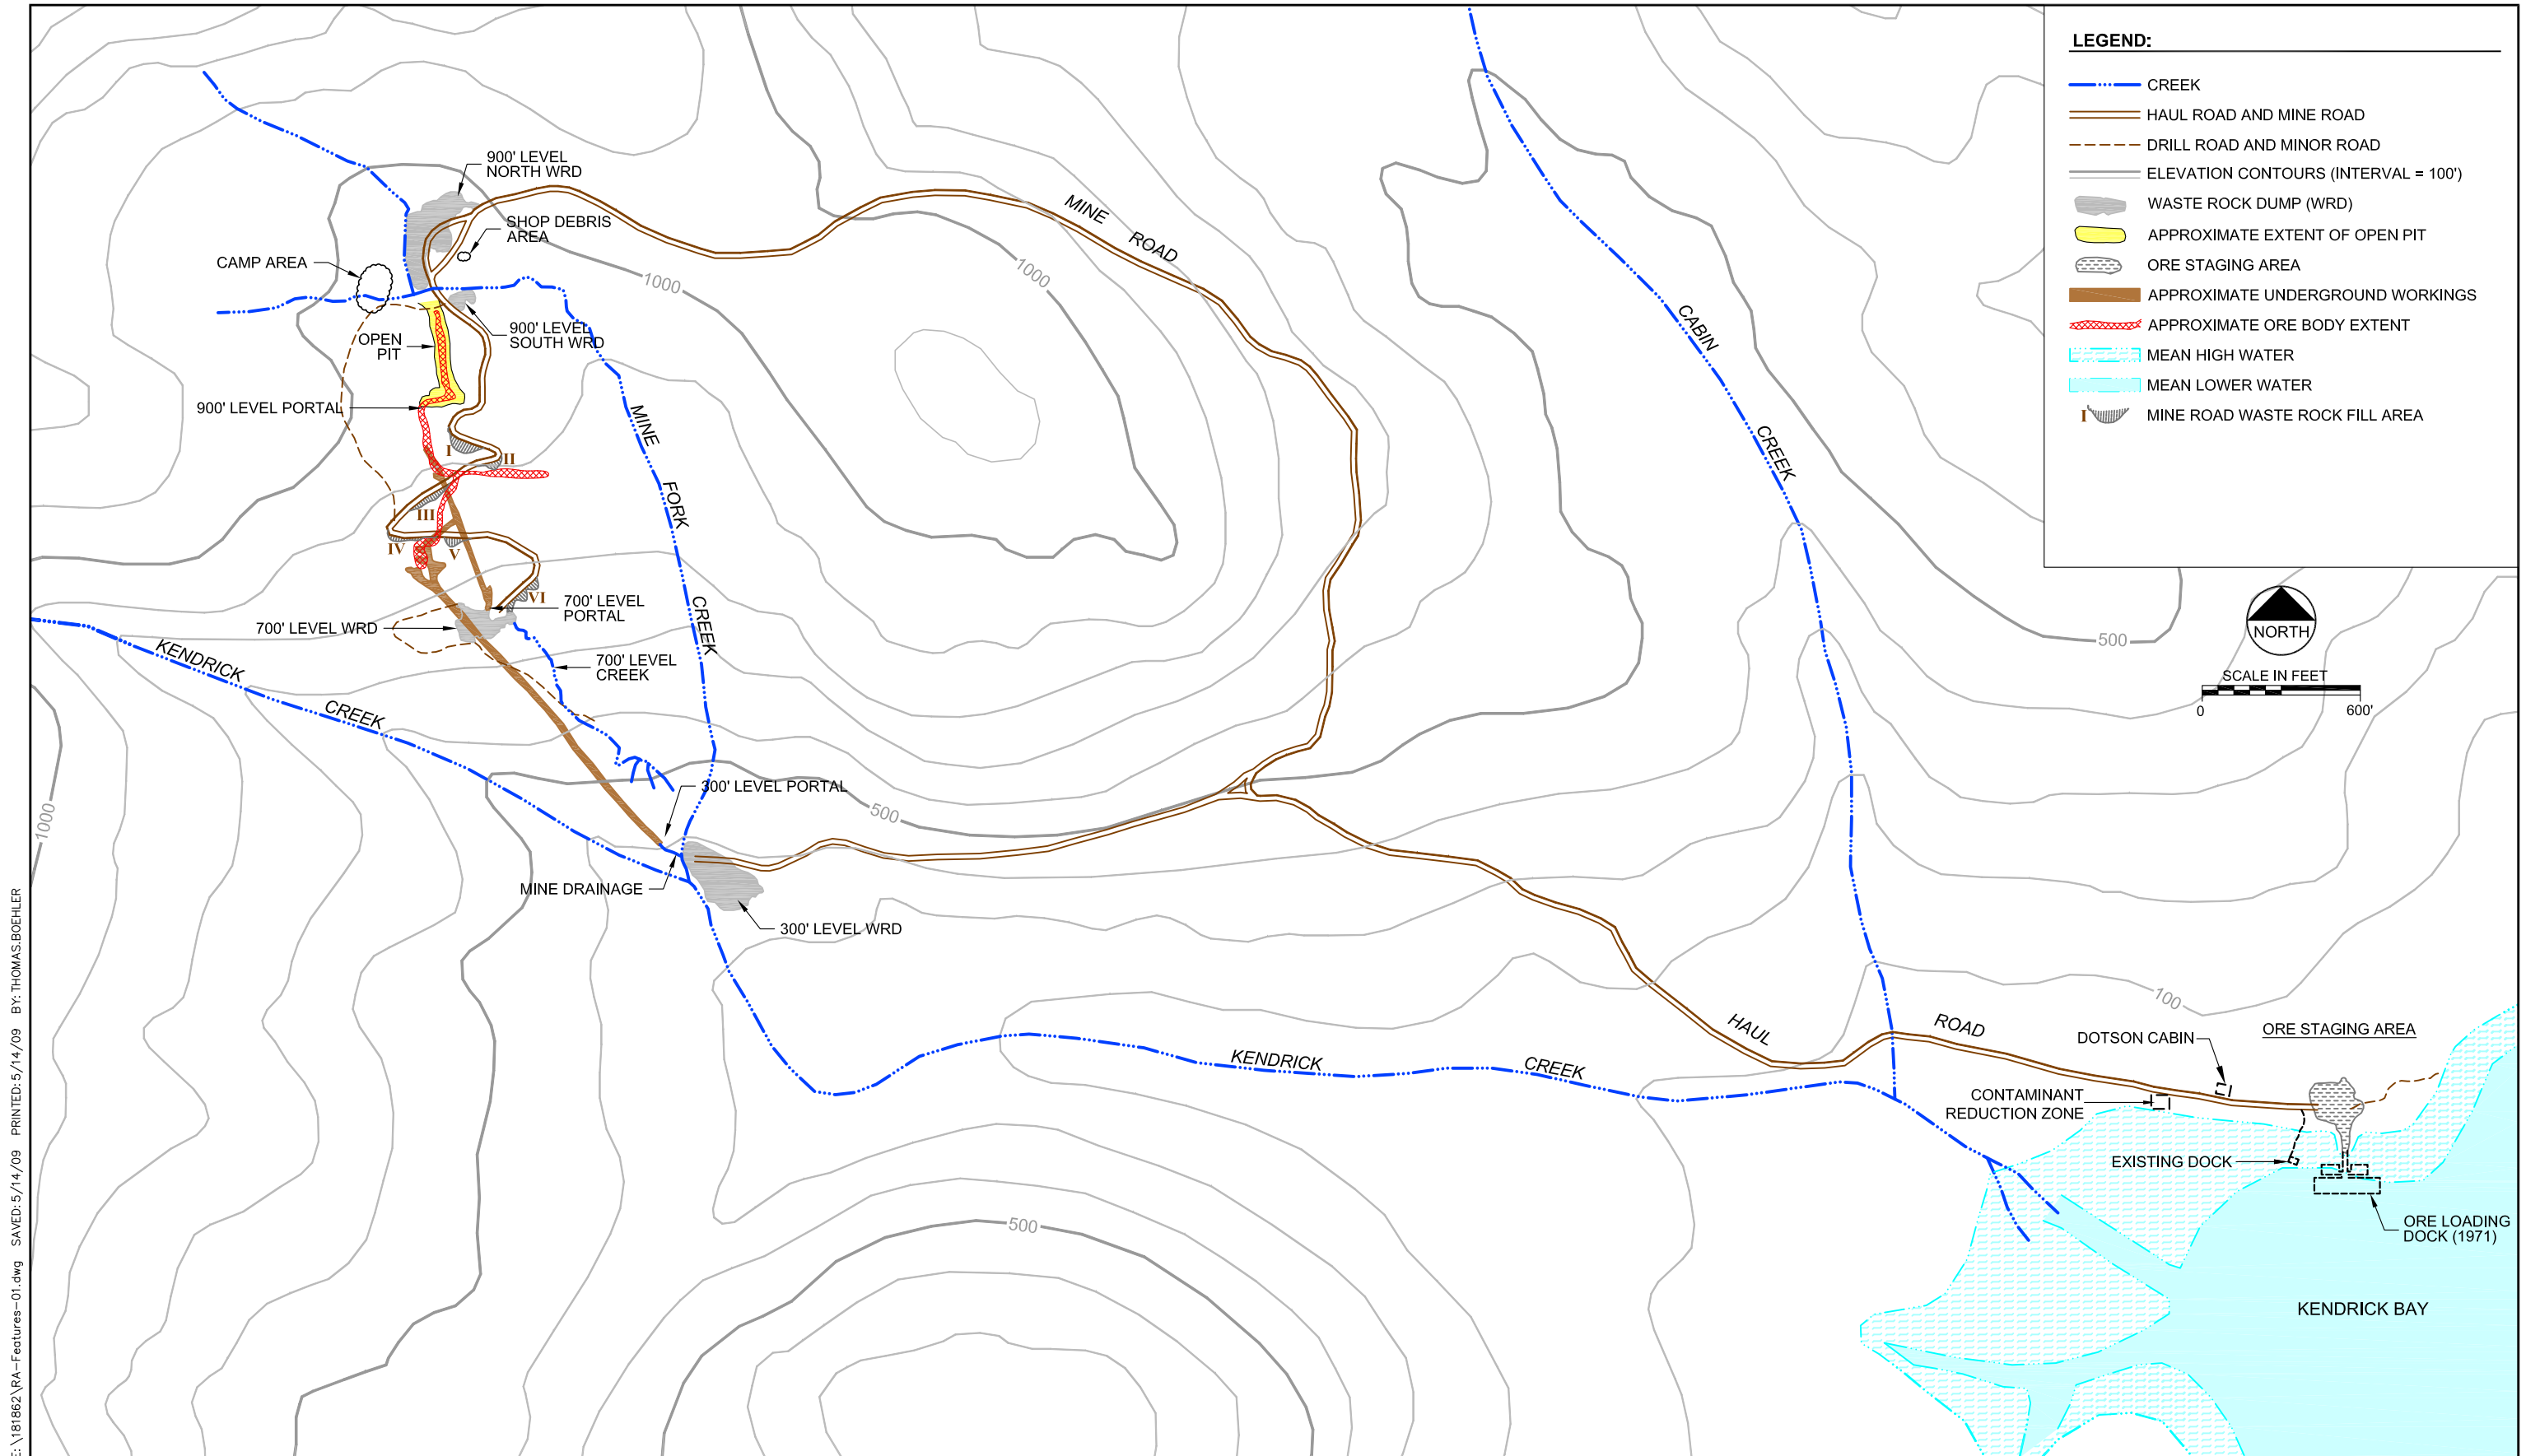 LEGEND:
CREEK
HAUL ROAD AND MINE ROAD
DRILL ROAD AND MINOR ROAD
ELEVATION CONTOURS (INTERVAL = 100')
WASTE ROCK DUMP (WRD)
APPROXIMATE EXTENT OF OPEN PIT
ORE STAGING AREA
APPROXIMATE UNDERGROUND WORKINGS
APPROXIMATE ORE BODY EXTENT
MEAN HIGH WATER
MEAN LOWER WATER
I
MINE ROAD WASTE ROCK FILL AREA
NORTH
SCALE IN FEET
0 600'
900' LEVEL
NORTH WRD
SHOP DEBRIS
AREA
CAMP AREA
1000
1000
MINE
ROAD
900' LEVEL
SOUTH WRD
OPEN
PIT
900' LEVEL PORTAL
I
II
III
IV
V
VI
MINE
FORK
CREEK
CABIN
CREEK
700' LEVEL
PORTAL
700' LEVEL WRD
700' LEVEL
CREEK
KENDRICK
CREEK
500
300' LEVEL PORTAL
500
1000
MINE DRAINAGE
300' LEVEL WRD
100
HAUL
ROAD
ORE STAGING AREA
DOTSON CABIN
KENDRICK
CREEK
CONTAMINANT
REDUCTION ZONE
EXISTING DOCK
ORE LOADING
DOCK (1971)
500
KENDRICK BAY
\181862\RA-Features-01.dwg SAVED: 5/14/09 PRINTED: 5/14/09 BY: THOMAS.BOEHLER